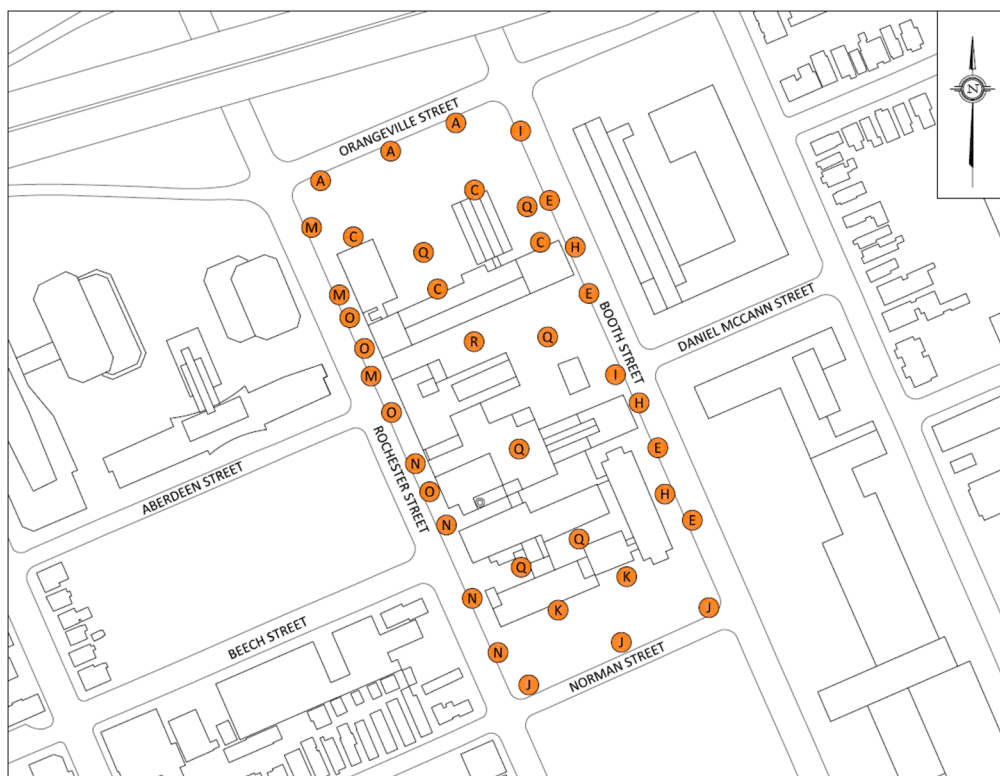 ORANGEVILLE STREET
N
A
I
A
A
C
E
Q
M
C
C
H
Q
C
E
M
O
BOOTH STREET
DANIEL MCCANN STREET
Q
R
O
I
M
H
O
ROCHESTER STREET
E
Q
N
ABERDEEN STREET
O
H
E
N
Q
Q
K
N
K
J
BEECH STREET
J
N
NORMAN STREET
J